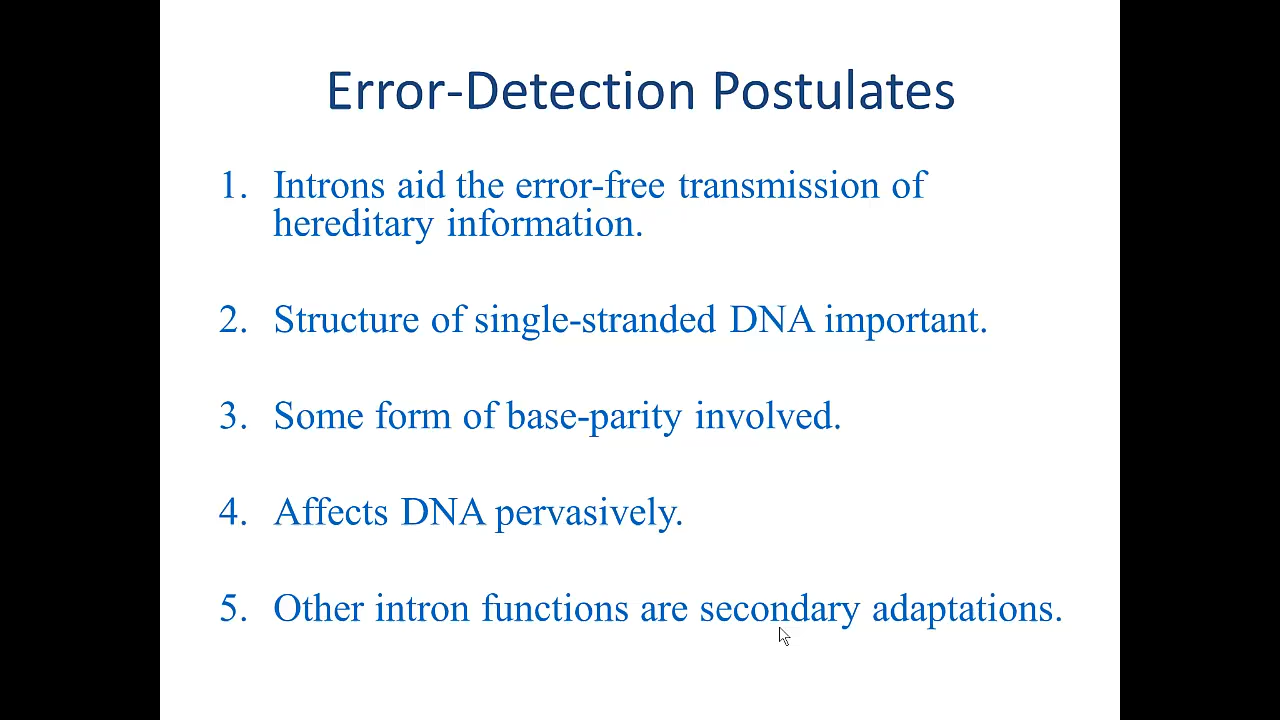 Error-Detection Postulates
1. Introns aid the error-free transmission of
hereditary information.
2. Structure of single-stranded DNA important.
3. Some form of base-parity involved.
4. Affects DNA pervasively.
5. Other intron functions are secondary adaptations.